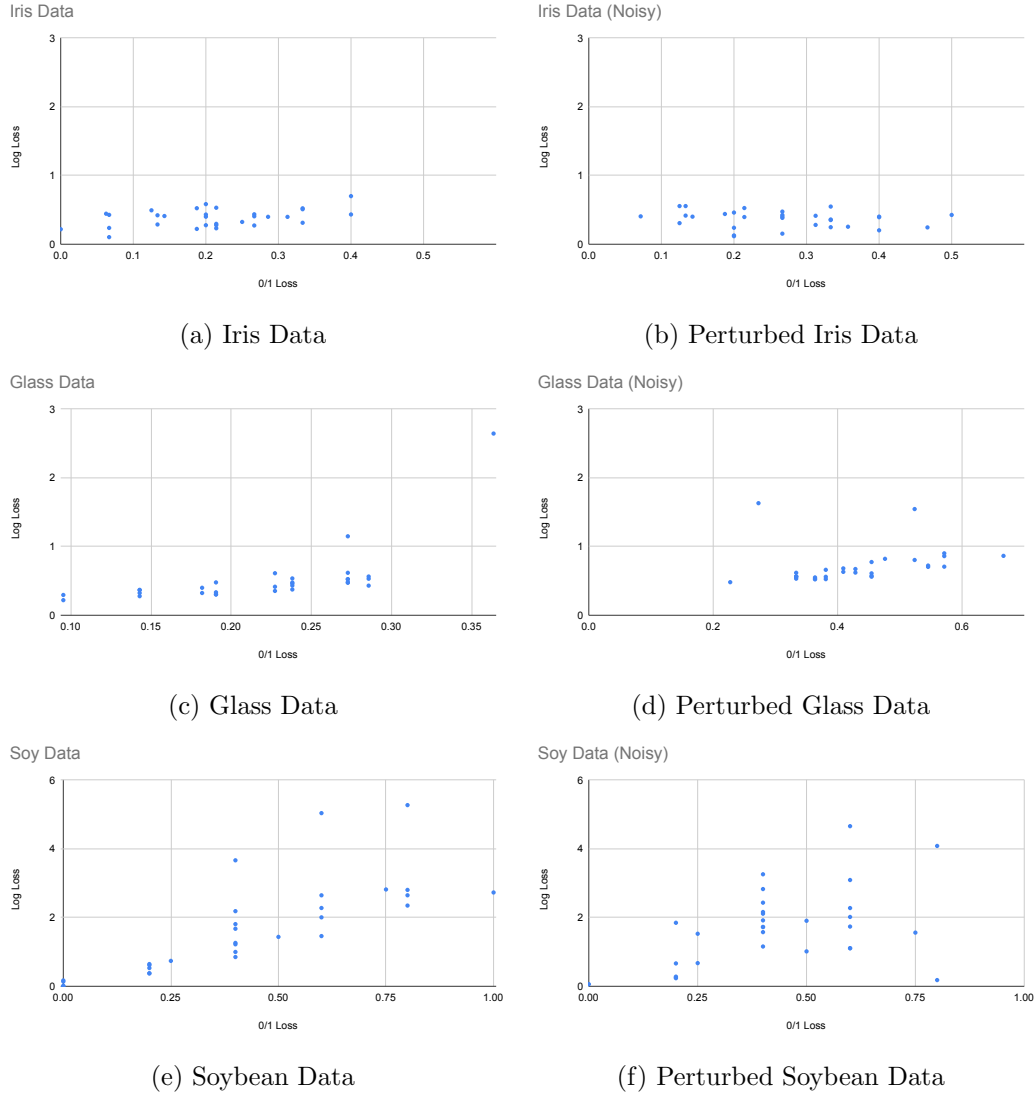 Iris Data
3
2
1
0
Log Loss
0.0 0.1 0.2 0.3 0.4 0.5
0/1 Loss
(a) Iris Data
Iris Data (Noisy)
3
2
1
0
Log Loss
0.0 0.1 0.2 0.3 0.4 0.5
0/1 Loss
(b) Perturbed Iris Data
Glass Data
3
2
1
0
Log Loss
0.10 0.15 0.20 0.25 0.30 0.35
0/1 Loss
(c) Glass Data
Glass Data (Noisy)
3
2
1
0
Log Loss
0.0 0.2 0.4 0.6
0/1 Loss
(d) Perturbed Glass Data
Soy Data
6
4
2
0
Log Loss
0.00 0.25 0.50 0.75 1.00
0/1 Loss
(e) Soybean Data
Soy Data (Noisy)
6
4
2
0
Log Loss
0.00 0.25 0.50 0.75 1.00
0/1 Loss
(f) Perturbed Soybean Data